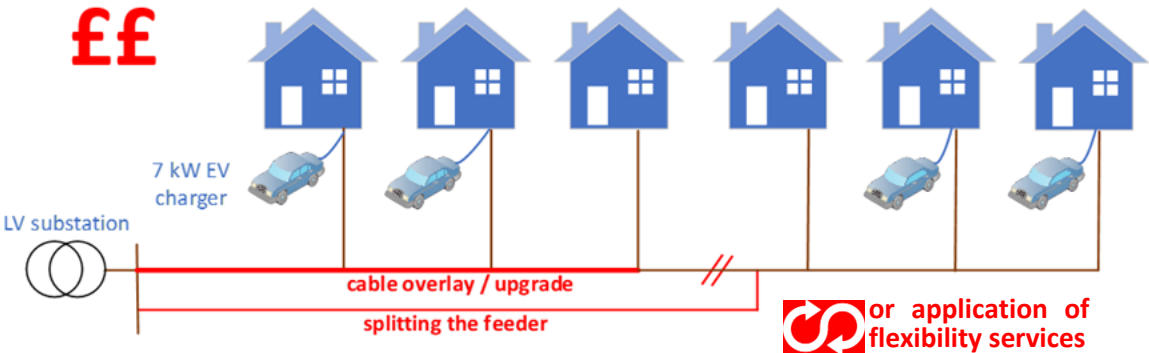 ££
7 kW EV
charger
LV substation
cable overlay / upgrade
splitting the feeder
or application of
flexibility services